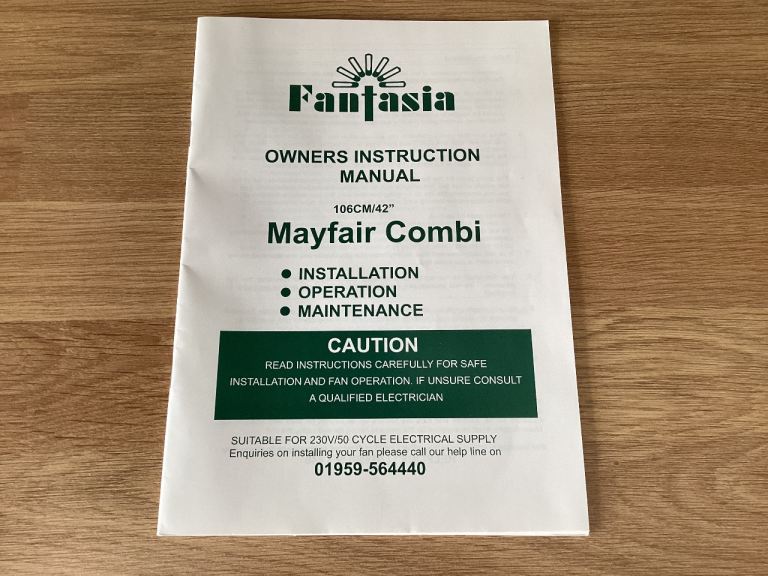 Fantasia
OWNERS INSTRUCTION
MANUAL
106CM/42"
Mayfair Combi
● INSTALLATION
● OPERATION
● MAINTENANCE
CAUTION
READ INSTRUCTIONS CAREFULLY FOR SAFE
INSTALLATION AND FAN OPERATION. IF UNSURE CONSULT
A QUALIFIED ELECTRICIAN
SUITABLE FOR 230V/50 CYCLE ELECTRICAL SUPPLY
Enquiries on installing your fan please call our help line on
01959-564440